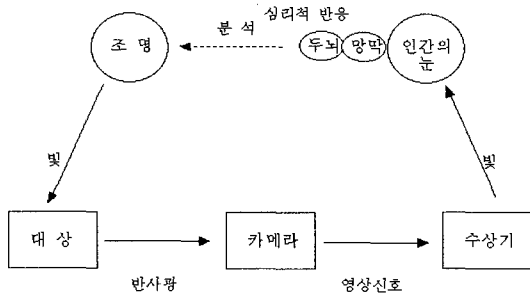 심리적 반응
분 석
조 명
두뇌
망딱
인간의
눈
빛
빛
대 상
카메라
수상기
반사광
영상신호